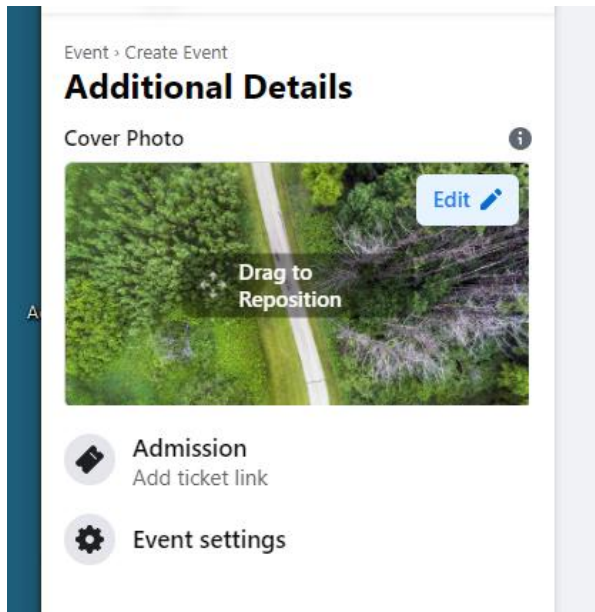 Event › Create Event
Additional Details
Cover Photo
Edit
Drag to
Reposition
Admission
Add ticket link
Event settings